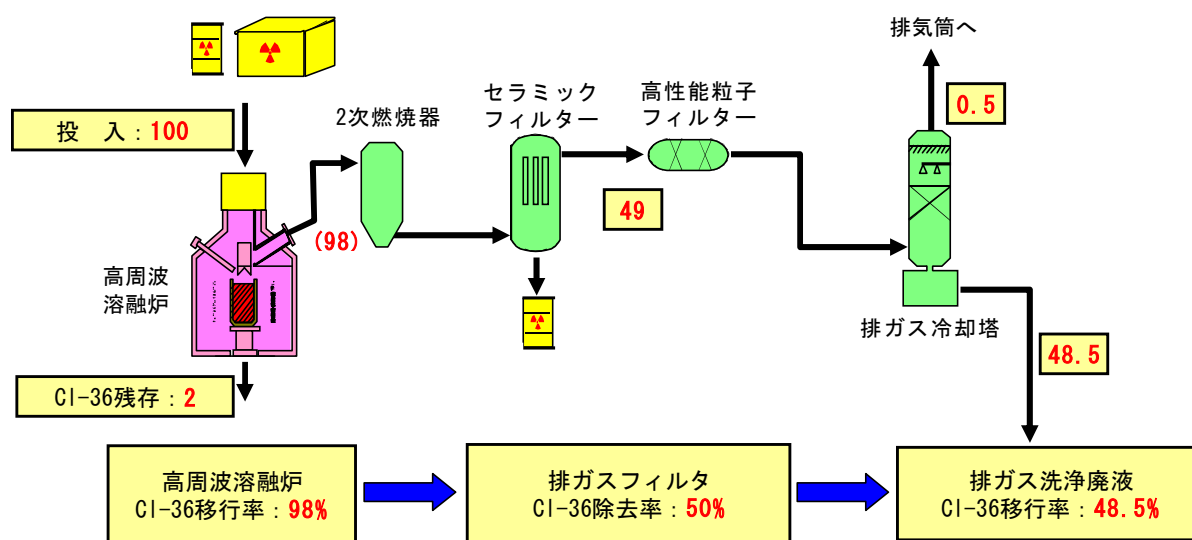 排気筒へ
0.5
セラミック
フィルター
高性能粒子
フィルター
2次燃焼器
投 入：100
49
(98)
高周波
溶融炉
排ガス冷却塔
48.5
Cl-36残存：2
高周波溶融炉
Cl-36移行率：98%
排ガスフィルタ
Cl-36除去率：50%
排ガス洗浄廃液
Cl-36移行率：48.5%